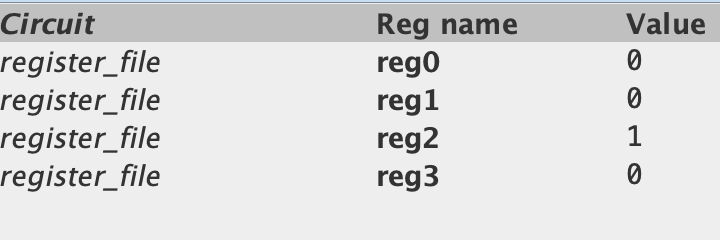 Circuit Reg name Value
register_file reg0 0
register_file reg1 0
register_file reg2 1
register_file reg3 0